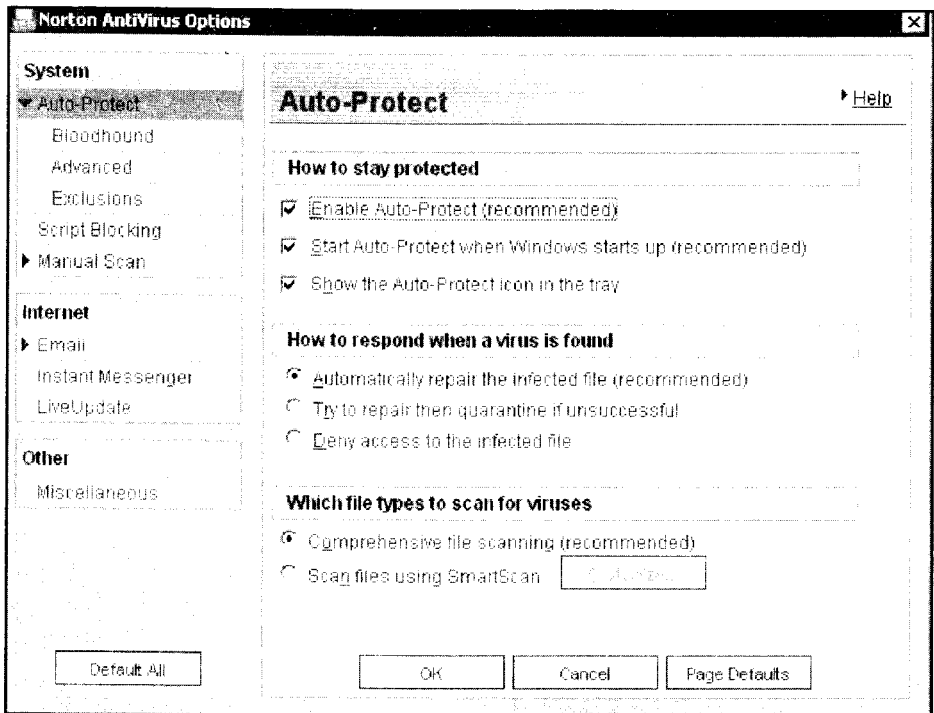 Norton AntiVirus Options
System
Auto-Protect
Bloodhound
Advanced
Exclusions
Script Blocking
Manual Scan
Internet
Email
Instant Messenger
LiveUpdate
Other
Miscellaneous
Default All
Auto-Protect
Help
How to stay protected
Enable Auto-Protect (recommended)
Start Auto-Protect when Windows starts up (recommended)
Show the Auto-Protect icon in the tray
How to respond when a virus is found
Automatically repair the infected file (recommended)
Try to repair then quarantine if unsuccessful
Deny access to the infected file
Which file types to scan for viruses
Comprehensive file scanning (recommended)
Scan files using SmartScan
OK
Cancel
Page Defaults